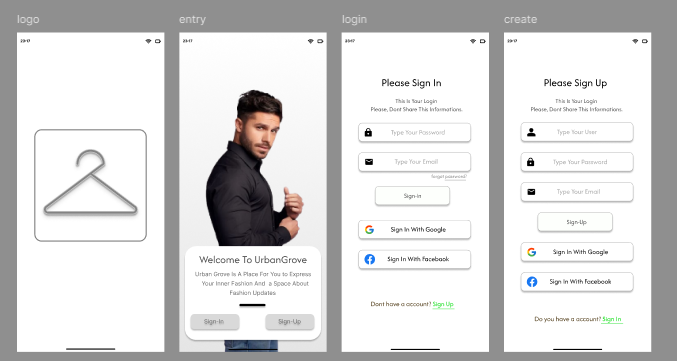 logo
entry
login
create
23:17
23:17
Welcome To UrbanGrove
Urban Grove Is A Place For You to Express
Your Inner Fashion And a Space About
Fashion Updates
Sign-in
Sign-Up
23:17
Please Sign In
This Is Your Login
Please, Dont Share This Informations.
Type Your Password
Type Your Email
forgot password?
Sign-in
Sign In With Google
Sign In With Facebook
Dont have a account? Sign Up
23:17
Please Sign Up
This Is Your Login
Please, Dont Share This Informations.
Type Your User
Type Your Password
Type Your Email
Sign-Up
Sign In With Google
Sign In With Facebook
Do you have a account? Sign In